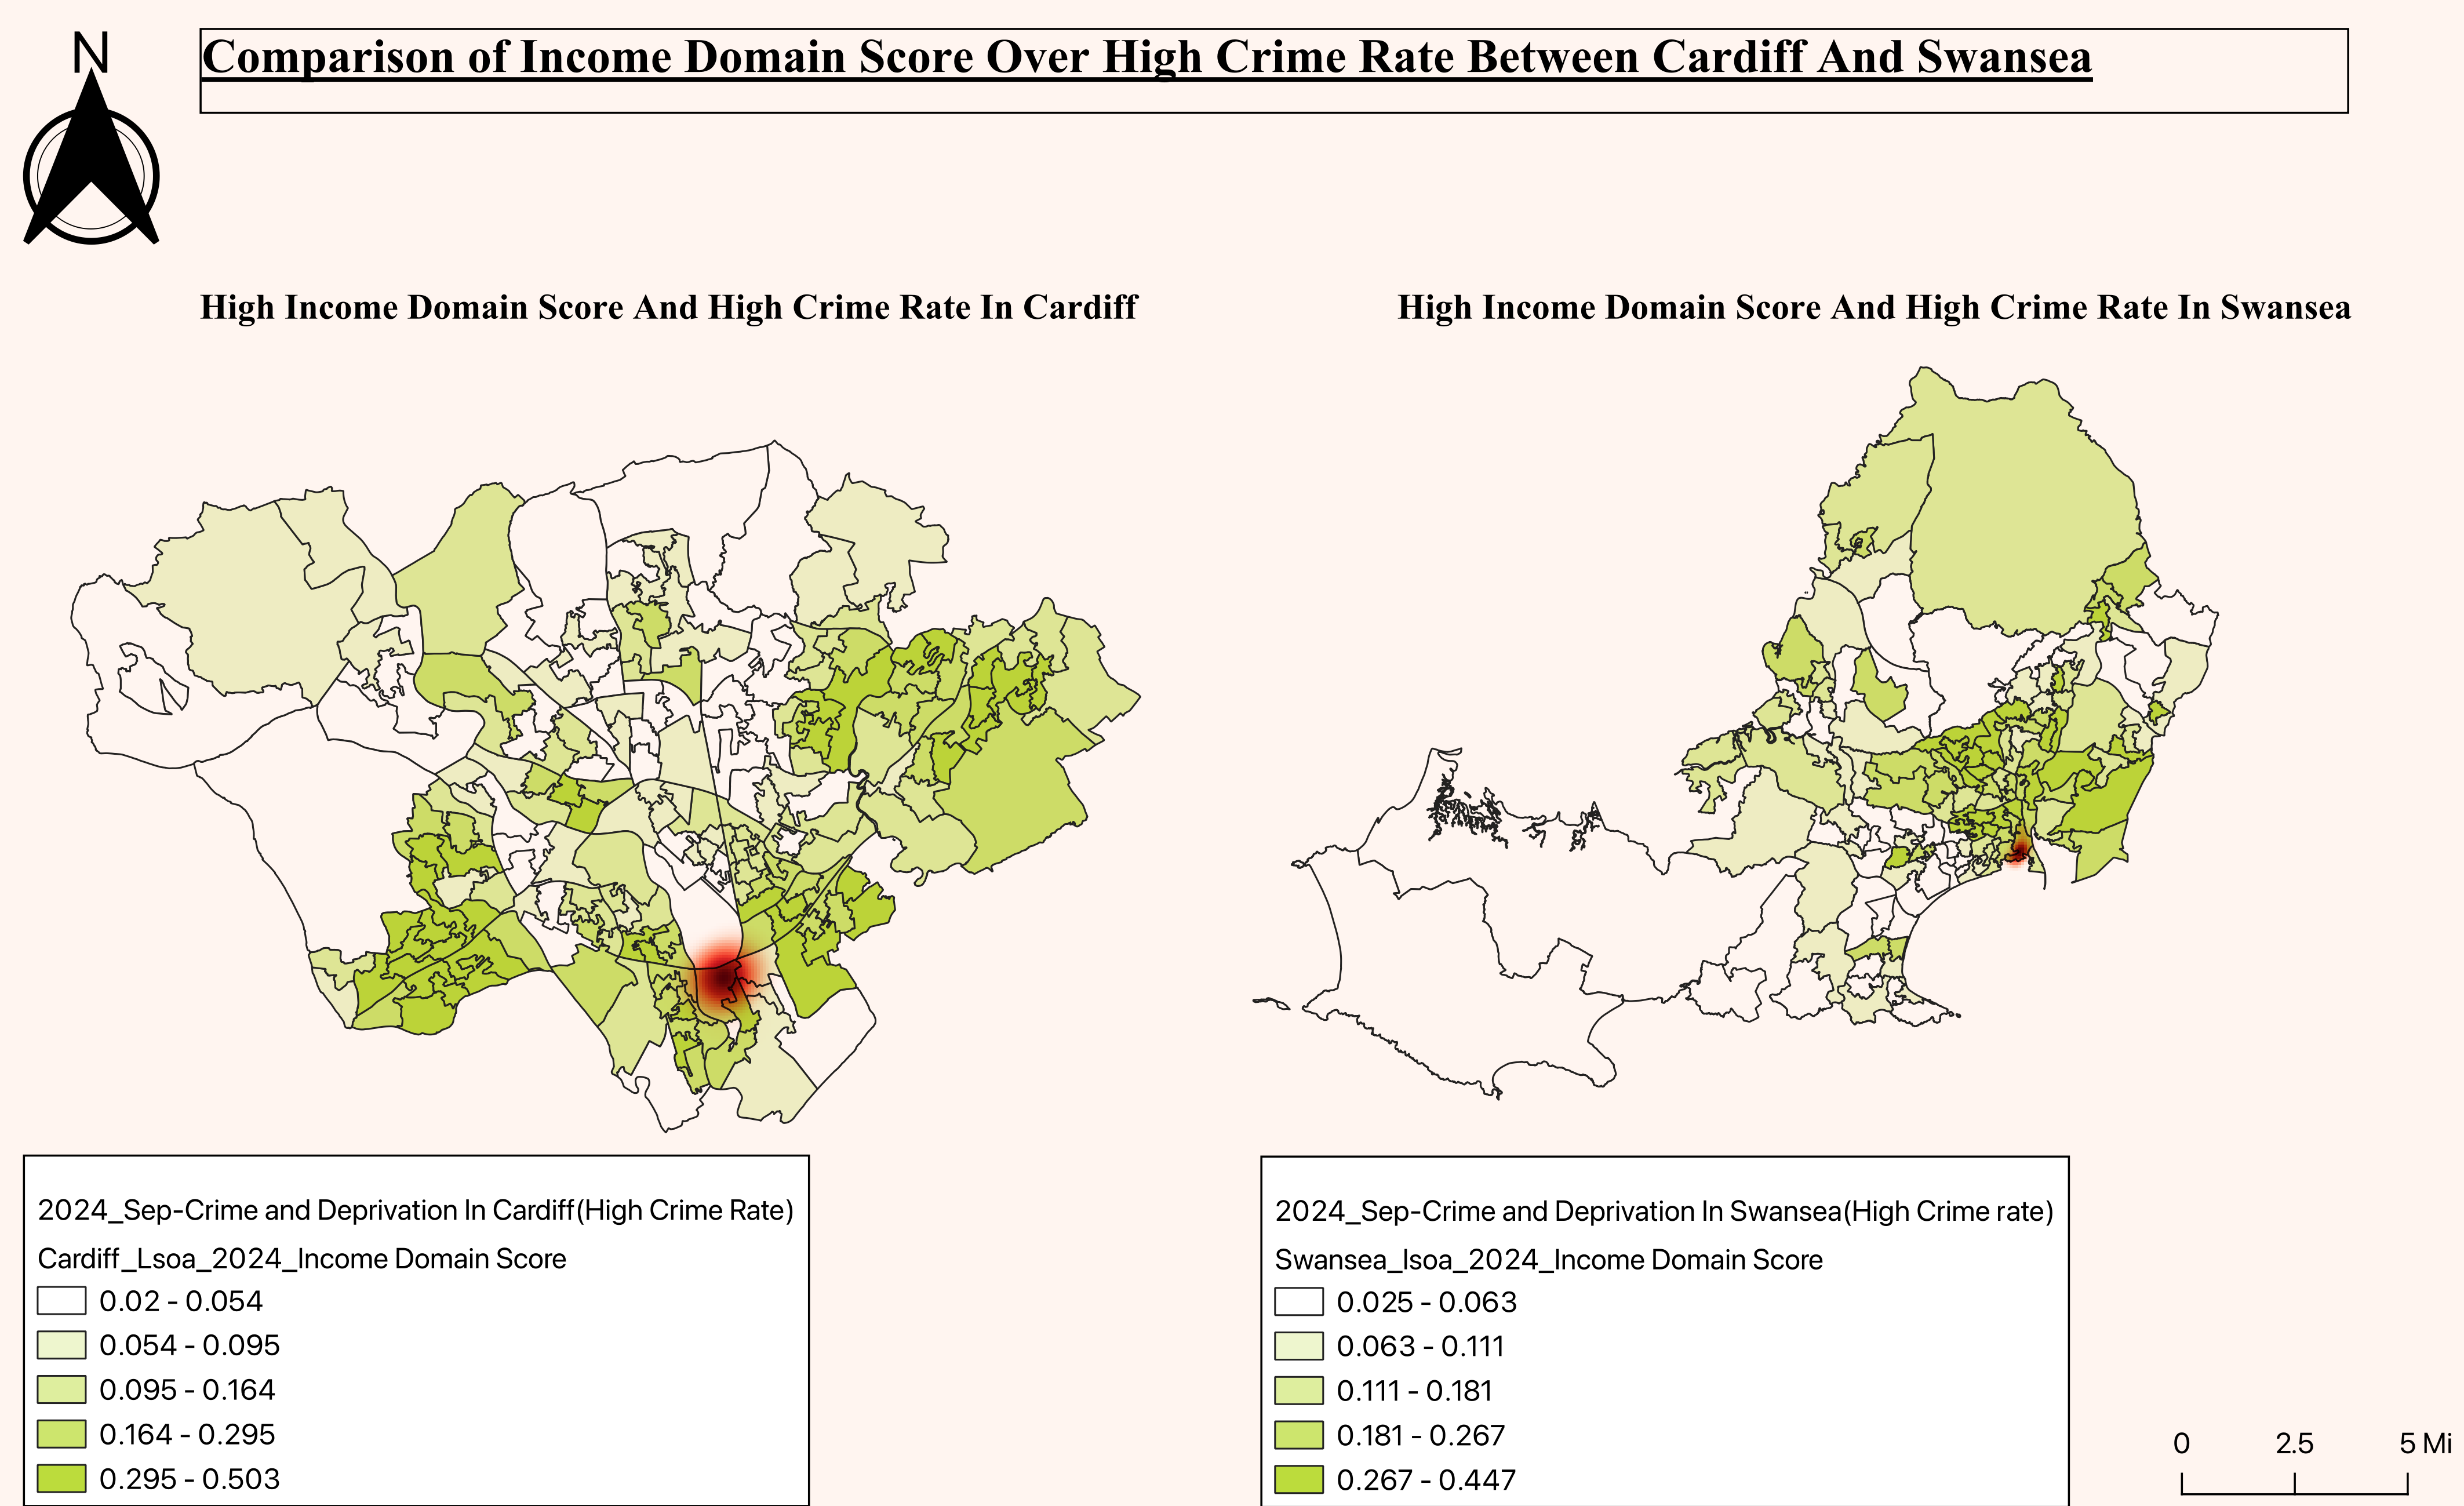 N
Comparison of Income Domain Score Over High Crime Rate Between Cardiff And Swansea
High Income Domain Score And High Crime Rate In Cardiff
High Income Domain Score And High Crime Rate In Swansea
2024_Sep-Crime and Deprivation In Cardiff(High Crime Rate)
Cardiff_Lsoa_2024_Income Domain Score
0.02 - 0.054
0.054 - 0.095
0.095 - 0.164
0.164 - 0.295
0.295 - 0.503
2024_Sep-Crime and Deprivation In Swansea(High Crime rate)
Swansea_lsoa_2024_Income Domain Score
0.025 - 0.063
0.063 - 0.111
0.111 - 0.181
0.181 - 0.267
0.267 - 0.447
0 2.5 5 Mi